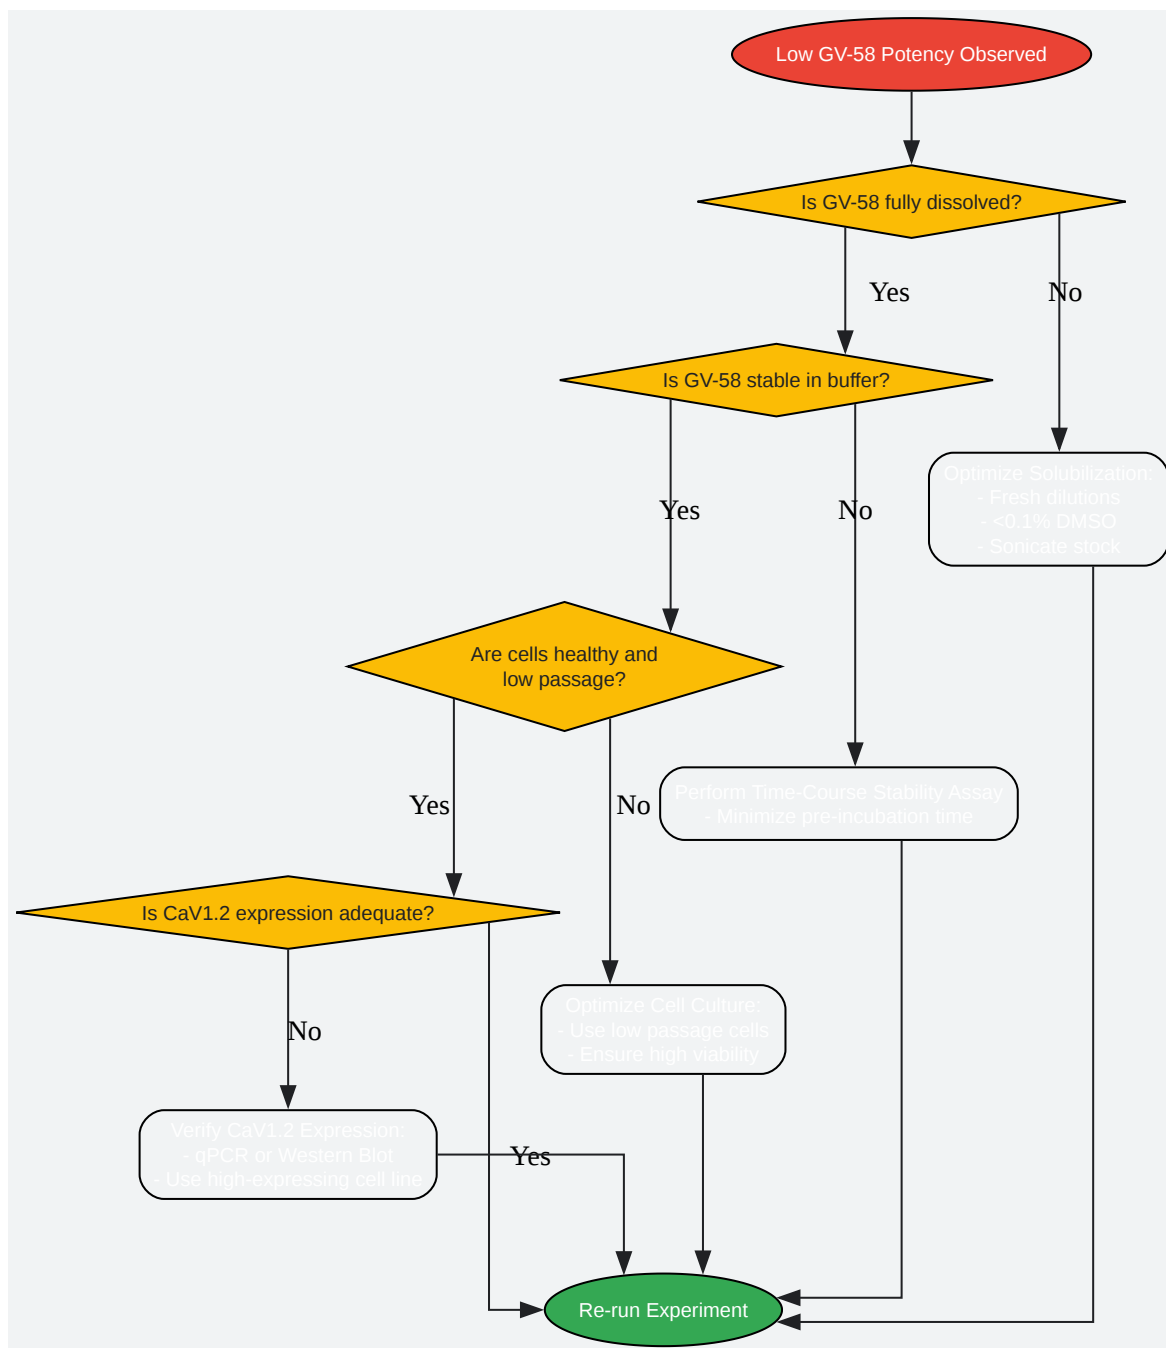 Low GV-58 Potency Observed
Is GV-58 fully dissolved?
Yes
No
Is GV-58 stable in buffer?
Optimize Solubilization:
- Fresh dilutions
- <0.1% DMSO
- Sonicate stock
Yes
No
Are cells healthy and
low passage?
Perform Time-Course Stability Assay
- Minimize pre-incubation time
Yes
No
Is CaV1.2 expression adequate?
Optimize Cell Culture:
- Use low passage cells
- Ensure high viability
No
Verify CaV1.2 Expression:
- qPCR or Western Blot
- Use high-expressing cell line
Yes
Re-run Experiment